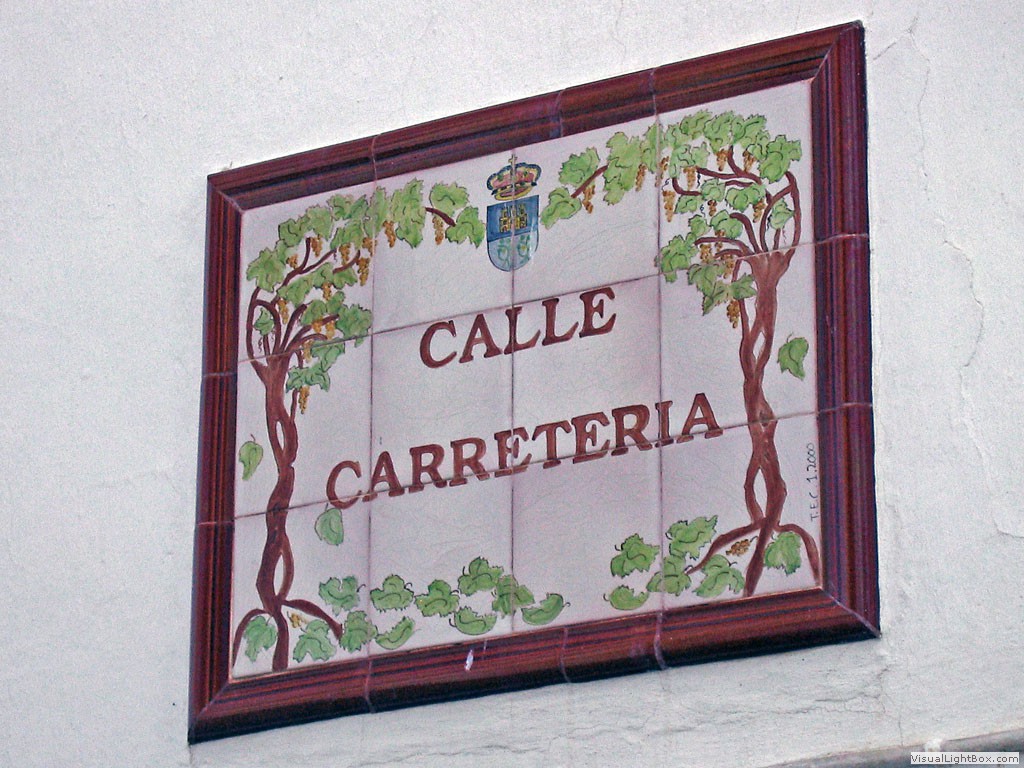 CALLE
CARRETERIA
T.E.C 1.2000
VisualLightBox.com